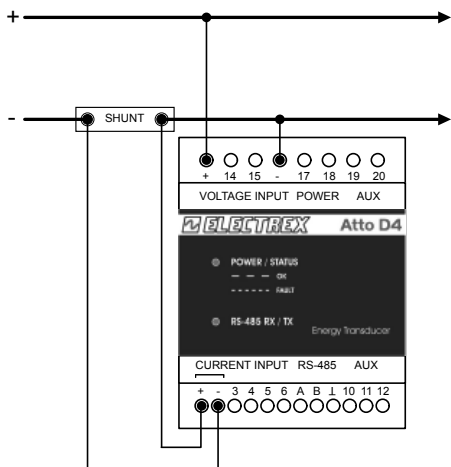 +
- SHUNT
+ 14 15 - 17 18 19 20
VOLTAGE INPUT POWER AUX
ELECTREX Atto D4
POWER / STATUS
— — — OK
- - - - - - FAULT
RS-485 RX / TX
Energy Transducer
CURRENT INPUT RS-485 AUX
+ - 3 4 5 6 A B ⊥ 10 11 12